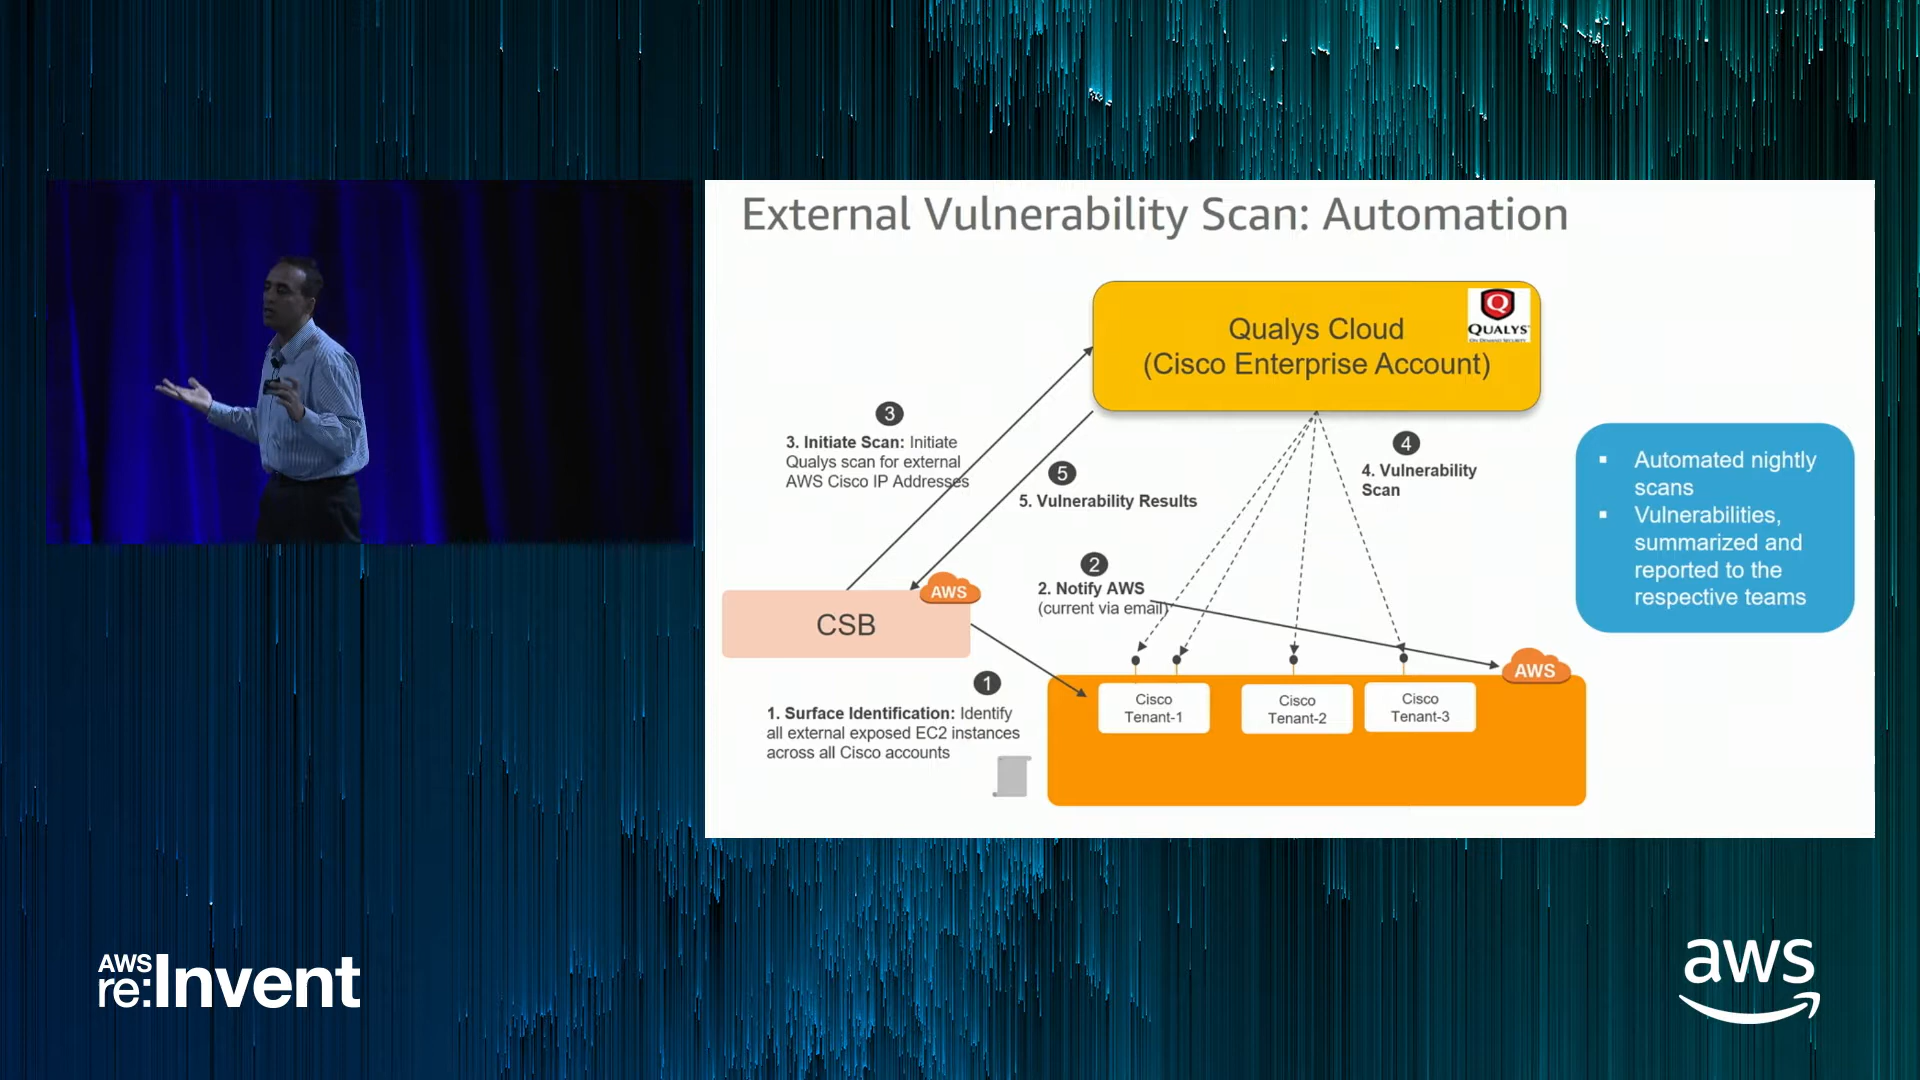 External Vulnerability Scan: Automation
Qualys Cloud
(Cisco Enterprise Account)
QUALYS
ON DEMAND SECURITY
3
3. Initiate Scan: Initiate
Qualys scan for external
AWS Cisco IP Addresses
4
4. Vulnerability
Scan
5
5. Vulnerability Results
▪ Automated nightly
scans
▪ Vulnerabilities,
summarized and
reported to the
respective teams
2
2. Notify AWS
(current via email)
AWS
CSB
AWS
1
1. Surface Identification: Identify
all external exposed EC2 instances
across all Cisco accounts
Cisco
Tenant-1
Cisco
Tenant-2
Cisco
Tenant-3
AWS
re:Invent
aws